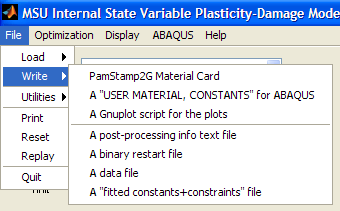 MSU Internal State Variable Plasticity-Damage Mode
File Optimization Display ABAQUS Help
Load
Write
Utilities
Print
Reset
Replay
Quit
PamStamp2G Material Card
A "USER MATERIAL, CONSTANTS" for ABAQUS
A Gnuplot script for the plots
A post-processing info text file
A binary restart file
A data file
A "fitted constants+constraints" file